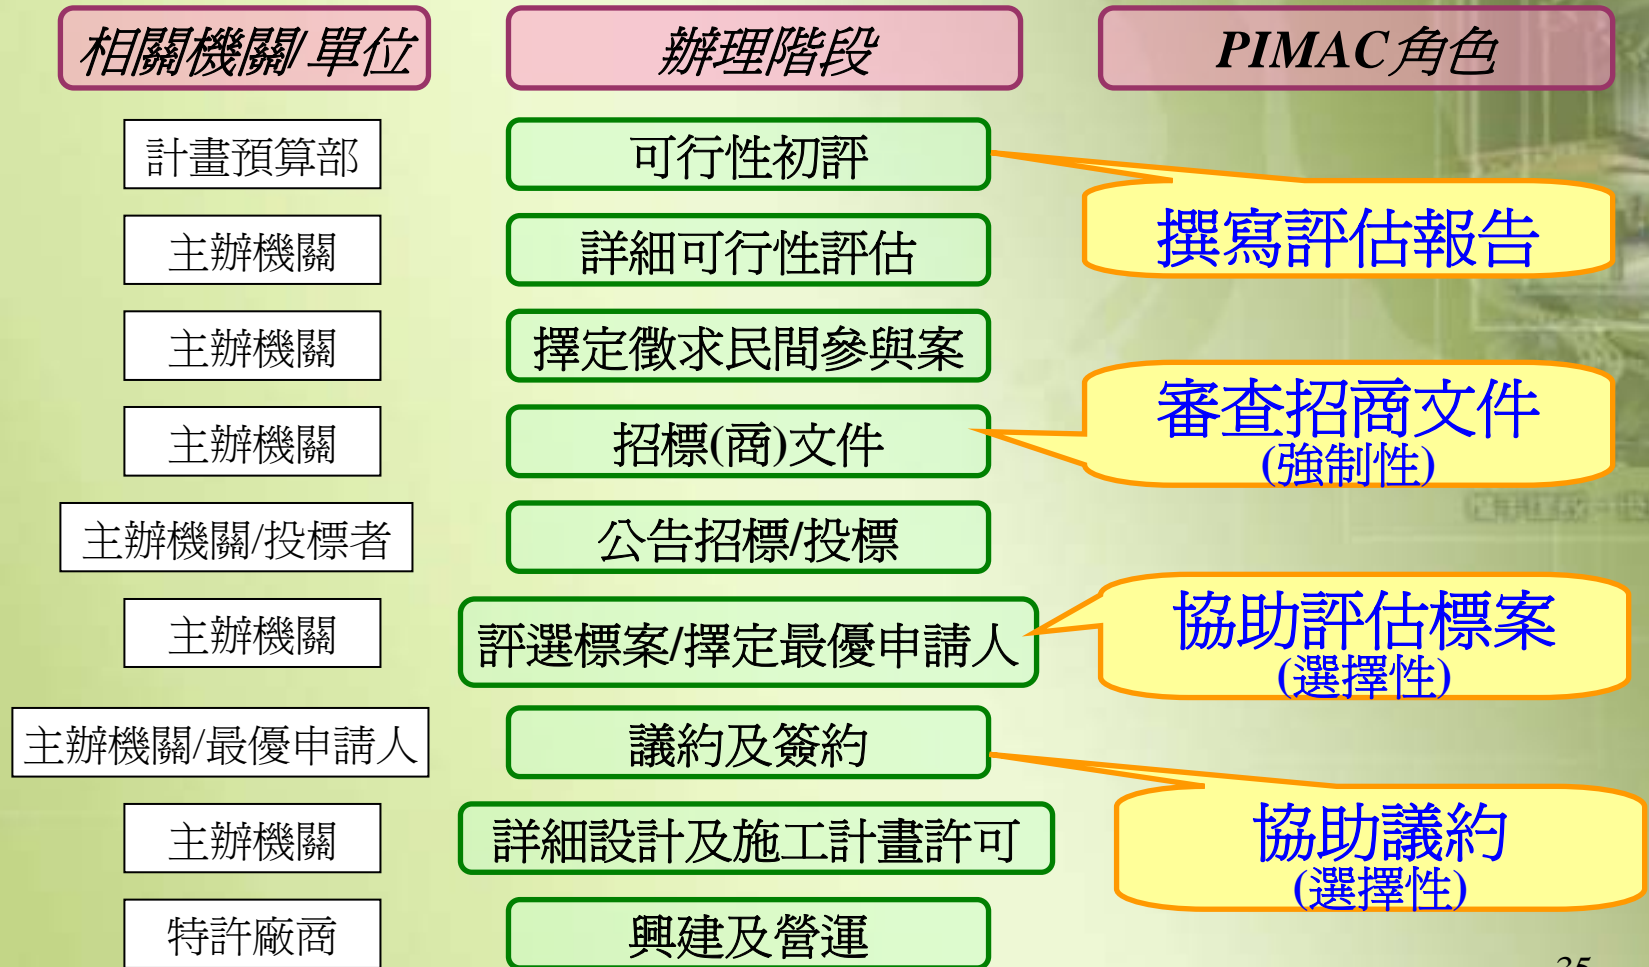 相關機關/單位 辦理階段 PIMAC角色
計畫預算部 可行性初評
撰寫評估報告
主辦機關 詳細可行性評估
主辦機關 擇定徵求民間參與案
審查招商文件
(強制性)
主辦機關 招標(商)文件
主辦機關/投標者 公告招標/投標
主辦機關 評選標案/擇定最優申請人
協助評估標案
(選擇性)
主辦機關/最優申請人 議約及簽約
主辦機關 詳細設計及施工計畫許可
協助議約
(選擇性)
特許廠商 興建及營運
35